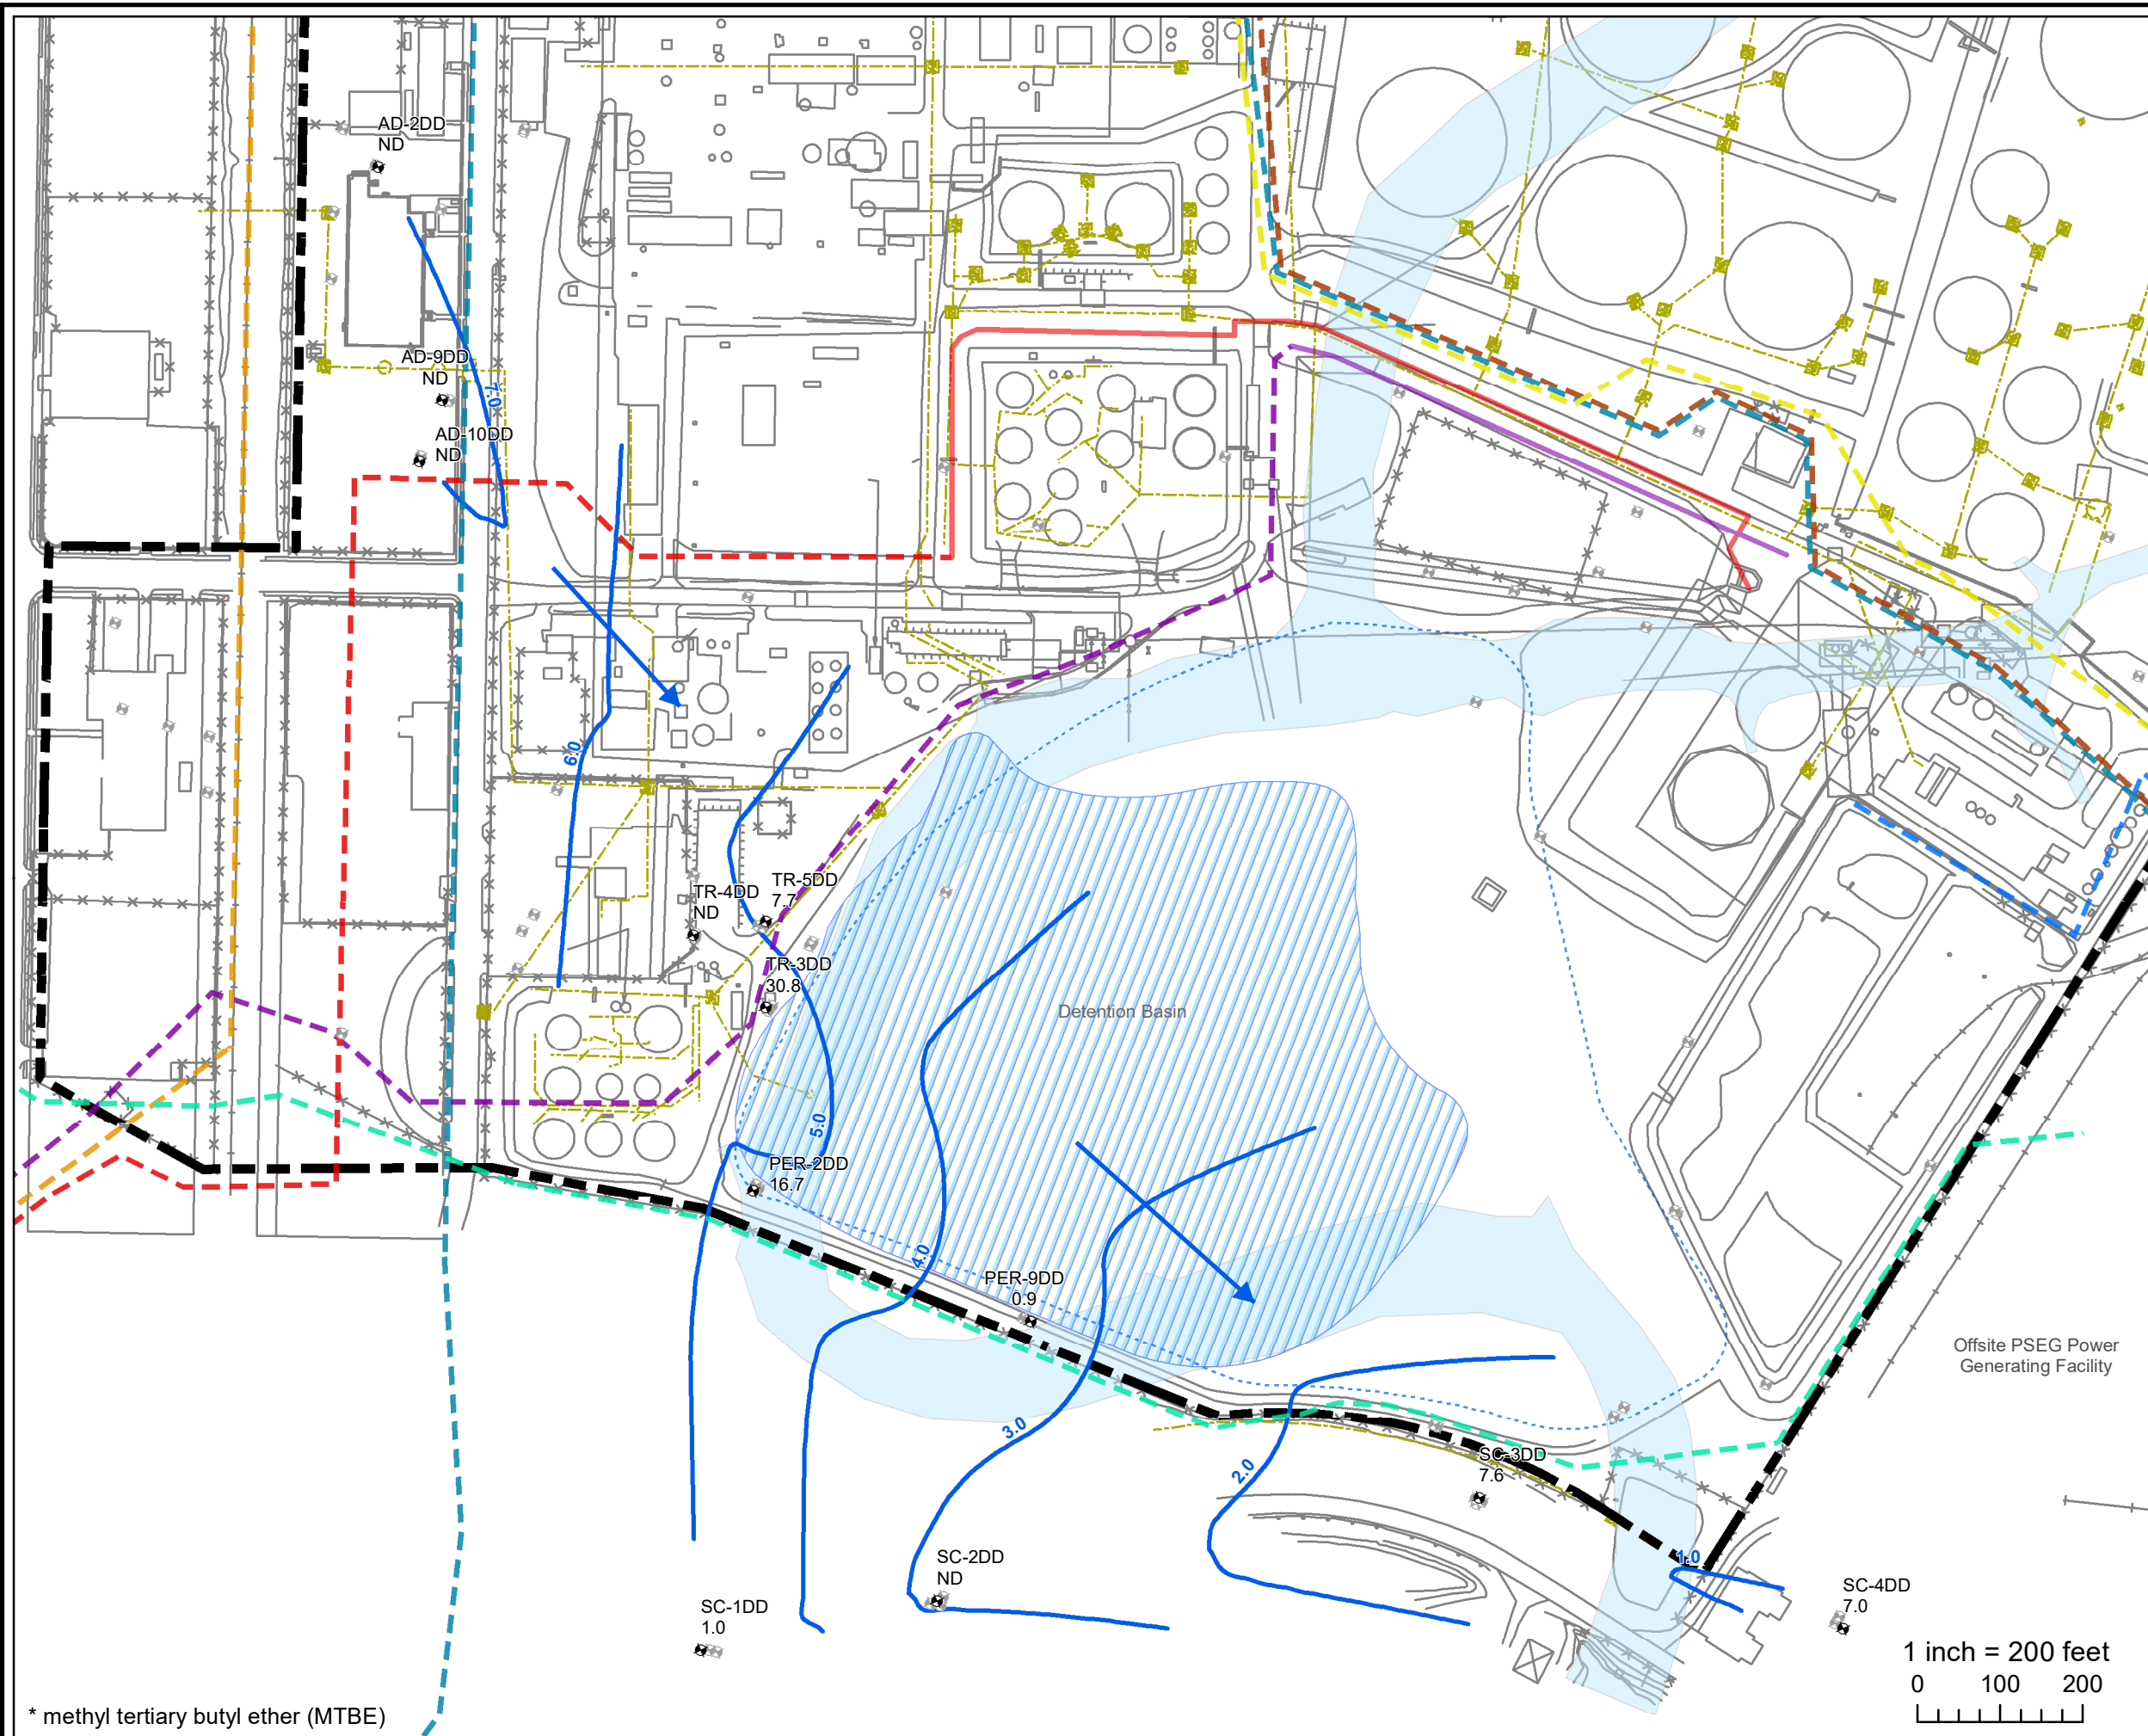 AD-2DD
ND
AD-9DD
ND
7.0
AD-10DD
ND
6.0
TR-5DD
7.7
TR-4DD
ND
TR-3DD
30.8
Detention Basin
5.0
PER-2DD
16.7
4.0
PER-9DD
0.9
Offsite PSEG Power
Generating Facility
3.0
2.0
SC-3DD
7.6
1.0
SC-2DD
ND
SC-4DD
7.0
SC-1DD
1.0
1 inch = 200 feet
0 100 200
* methyl tertiary butyl ether (MTBE)